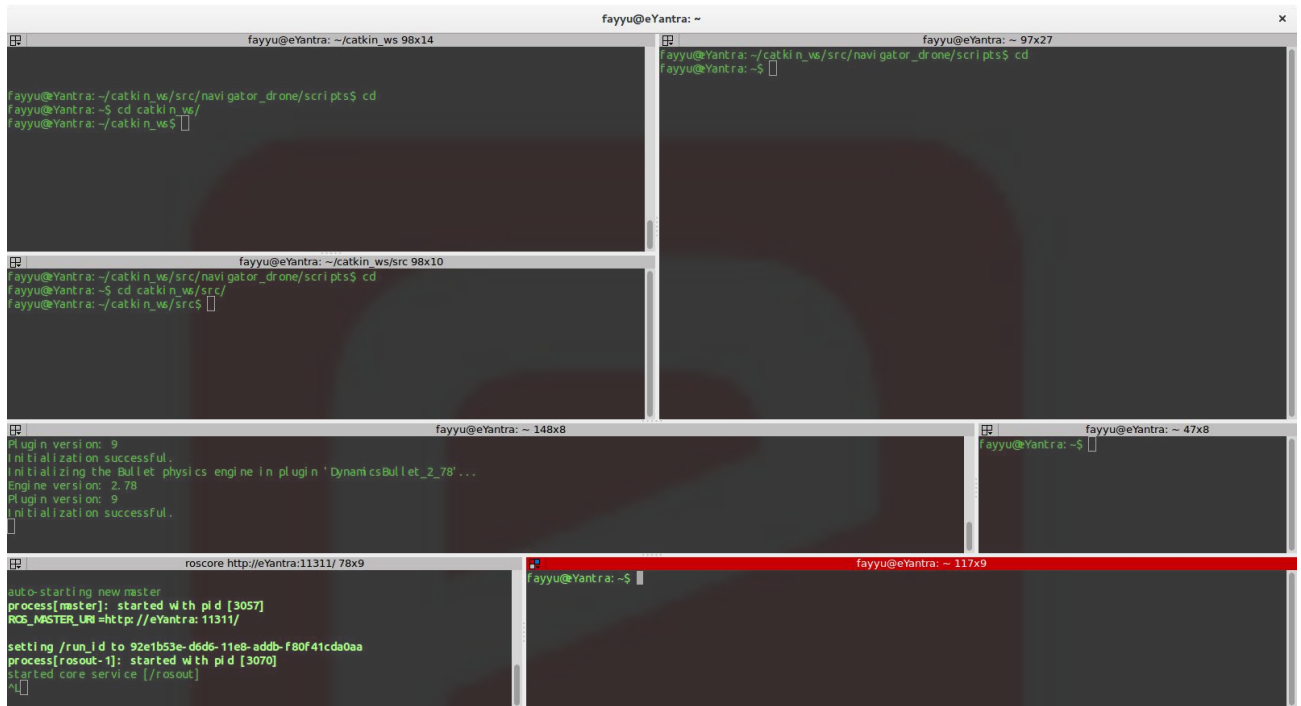 fayyu@eYantra: ~
x
fayyu@eYantra: ~/catkin_ws 98x14
fayyu@eYantra:~/catkin_ws/src/navigator_drone/scripts$ cd
fayyu@eYantra:~$ cd catkin_ws/
fayyu@eYantra:~/catkin_ws$
fayyu@eYantra: ~ 97x27
fayyu@eYantra:~/catkin_ws/src/navigator_drone/scripts$ cd
fayyu@eYantra:~$
fayyu@eYantra: ~/catkin_ws/src 98x10
fayyu@eYantra:~/catkin_ws/src/navigator_drone/scripts$ cd
fayyu@eYantra:~$ cd catkin_ws/src/
fayyu@eYantra:~/catkin_ws/src$
fayyu@eYantra: ~ 148x8
Plugin version: 9
Initialization successful.
Initializing the Bullet physics engine in plugin 'DynamicsBullet_2_78'...
Engine version: 2.78
Plugin version: 9
Initialization successful.
fayyu@eYantra: ~ 47x8
fayyu@eYantra:~$
roscore http://eYantra:11311/ 78x9
auto-starting new master
process[master]: started with pid [3057]
ROS_MASTER_URI=http://eYantra:11311/
setting /run_id to 92e1b53e-d6d6-11e8-addb-f80f41cda0aa
process[rosout-1]: started with pid [3070]
started core service [/rosout]
^L
fayyu@eYantra: ~ 117x9
fayyu@eYantra:~$